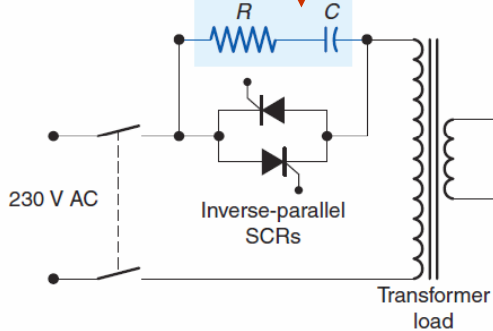 R C
230 V AC
Inverse-parallel
SCRs
Transformer
load